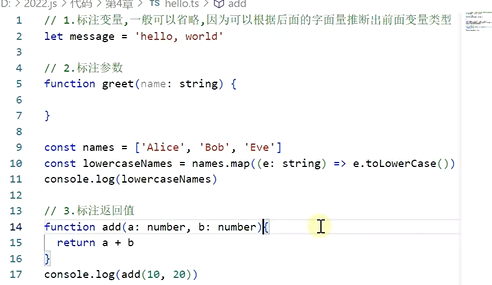 D: > 2022.js > 代码 > 第4章 > TS hello.ts > add
1 // 1.标注变量,一般可以省略,因为可以根据后面的字面量推断出前面变量类型
2 let message = 'hello, world'
3
4 // 2.标注参数
5 function greet(name: string) {
6
7 }
8
9 const names = ['Alice', 'Bob', 'Eve']
10 const lowercaseNames = names.map((e: string) => e.toLowerCase())
11 console.log(lowercaseNames)
12
13 // 3.标注返回值
14 function add(a: number, b: number){
15 return a + b
16 }
17 console.log(add(10, 20))